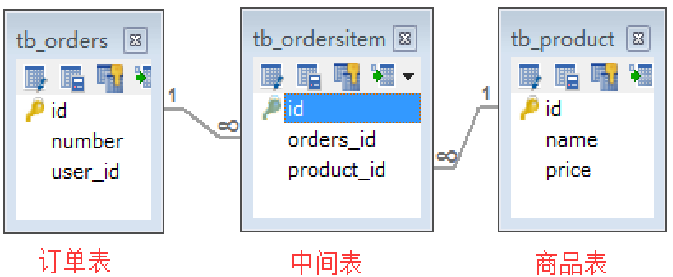 tb_orders
id
number
user_id
1
∞
tb_ordersitem
id
orders_id
product_id
∞
1
tb_product
id
name
price
订单表
中间表
商品表